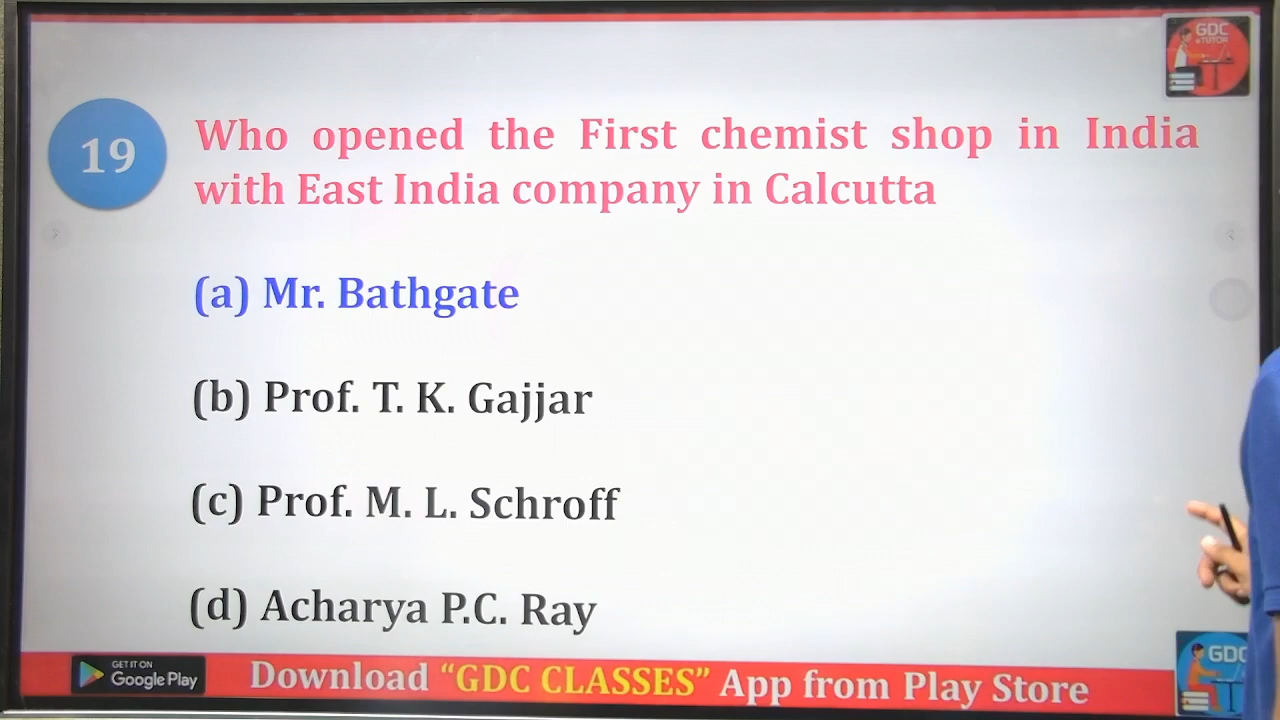 GDC
eTUTOR
19
Who opened the First chemist shop in India
with East India company in Calcutta
(a) Mr. Bathgate
(b) Prof. T. K. Gajjar
(c) Prof. M. L. Schroff
(d) Acharya P.C. Ray
GET IT ON
Google Play
Download “GDC CLASSES” App from Play Store
GDC